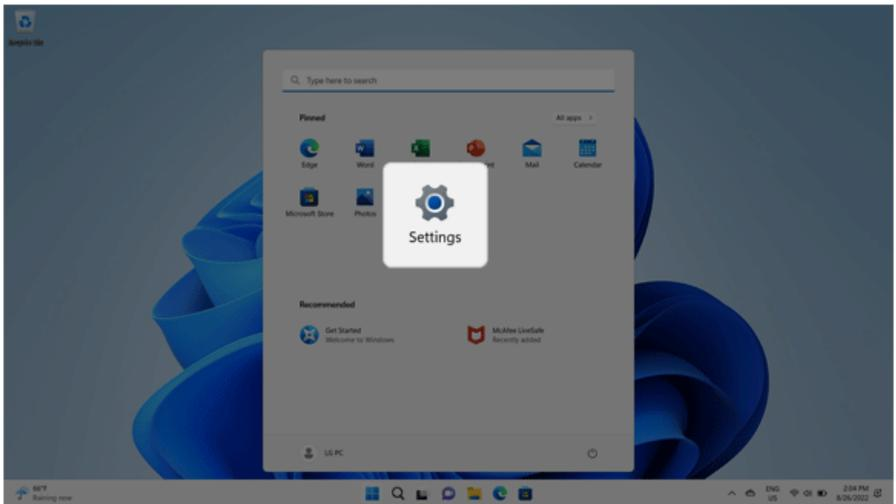 Recycle Bin
Type here to search
Pinned
All apps >
Edge
Word
Mail
Calendar
Microsoft Store
Photos
Settings
Recommended
Get Started
Welcome to Windows
McAfee LiveSafe
Recently added
LG PC
66°F
Raining now
ENG
US
2:04 PM
8/26/2022